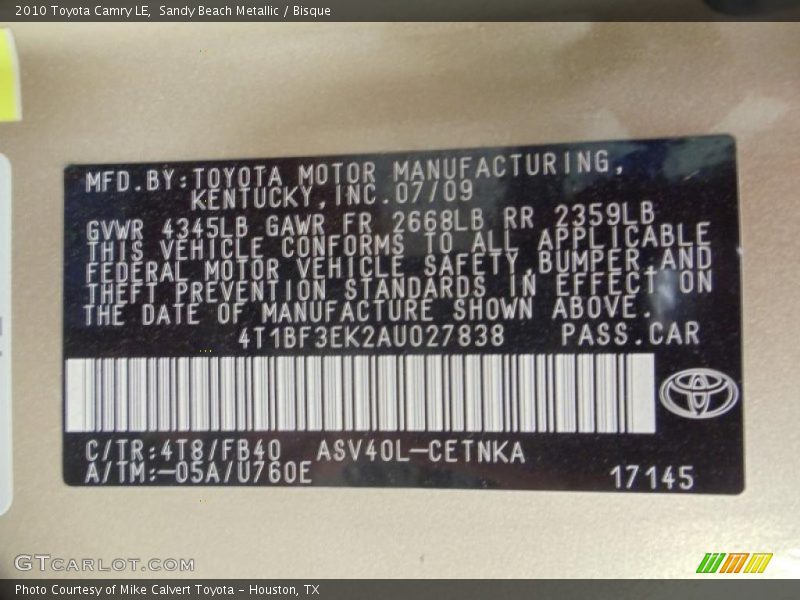 2010 Toyota Camry LE,  Sandy Beach Metallic / Bisque
MFD.BY:TOYOTA MOTOR MANUFACTURING,
KENTUCKY,INC.07/09
GVWR 4345LB GAWR FR 2668LB RR 2359LB
THIS VEHICLE CONFORMS TO ALL APPLICABLE
FEDERAL MOTOR VEHICLE SAFETY,BUMPER,AND
THEFT PREVENTION STANDARDS IN EFFECT ON
THE DATE OF MANUFACTURE SHOWN ABOVE.
4T1BF3EK2AU027838 PASS.CAR
C/TR:4T8/FB40 ASV40L-CETNKA
A/TM:-05A/U760E
17145
GTCARLOT.COM
Photo Courtesy of Mike Calvert Toyota - Houston, TX